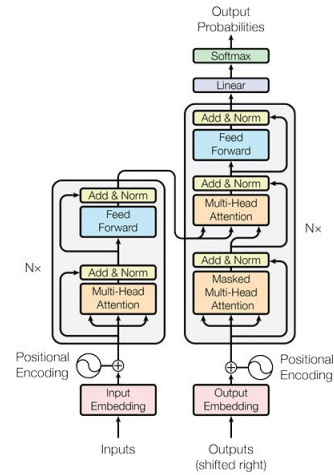 Output
Probabilities
Softmax
Linear
Add & Norm
Feed
Forward
Add & Norm
Multi-Head
Attention
Add & Norm
Masked
Multi-Head
Attention
Nx
Add & Norm
Feed
Forward
Add & Norm
Multi-Head
Attention
Nx
Positional
Encoding
Positional
Encoding
Input
Embedding
Output
Embedding
Inputs
Outputs
(shifted right)